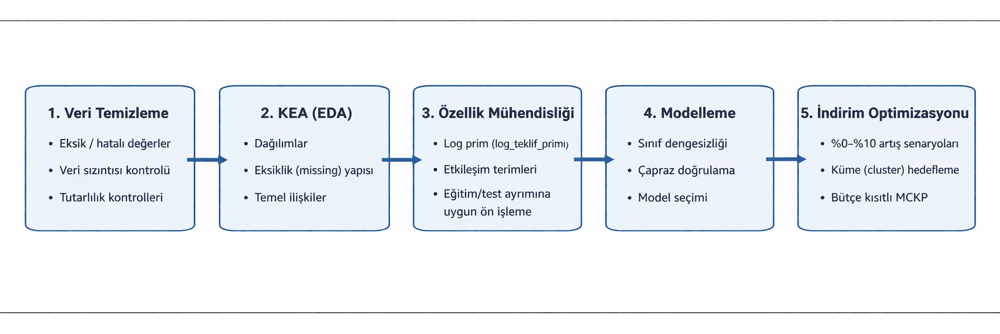 1. Veri Temizleme
• Eksik / hatalı değerler
• Veri sızıntısı kontrolü
• Tutarlılık kontrolleri
2. KEA (EDA)
• Dağılımlar
• Eksiklik (missing) yapısı
• Temel ilişkiler
3. Özellik Mühendisliği
• Log prim (log_teklif_primi)
• Etkileşim terimleri
• Eğitim/test ayrımına
uygun ön işleme
4. Modelleme
• Sınıf dengesizliği
• Çapraz doğrulama
• Model seçimi
5. İndirim Optimizasyonu
• %0–%10 artış senaryoları
• Küme (cluster) hedefleme
• Bütçe kısıtlı MCKP